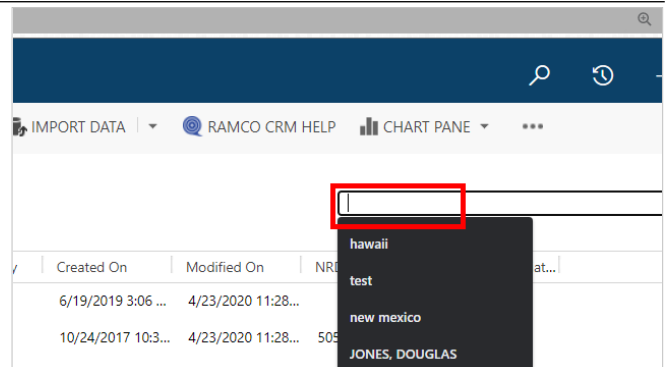 IMPORT DATA RAMCO CRM HELP CHART PANE
hawaii
Created On Modified On
test
6/19/2019 3:06 ... 4/23/2020 11:28...
new mexico
10/24/2017 10:3... 4/23/2020 11:28... 505
JONES, DOUGLAS